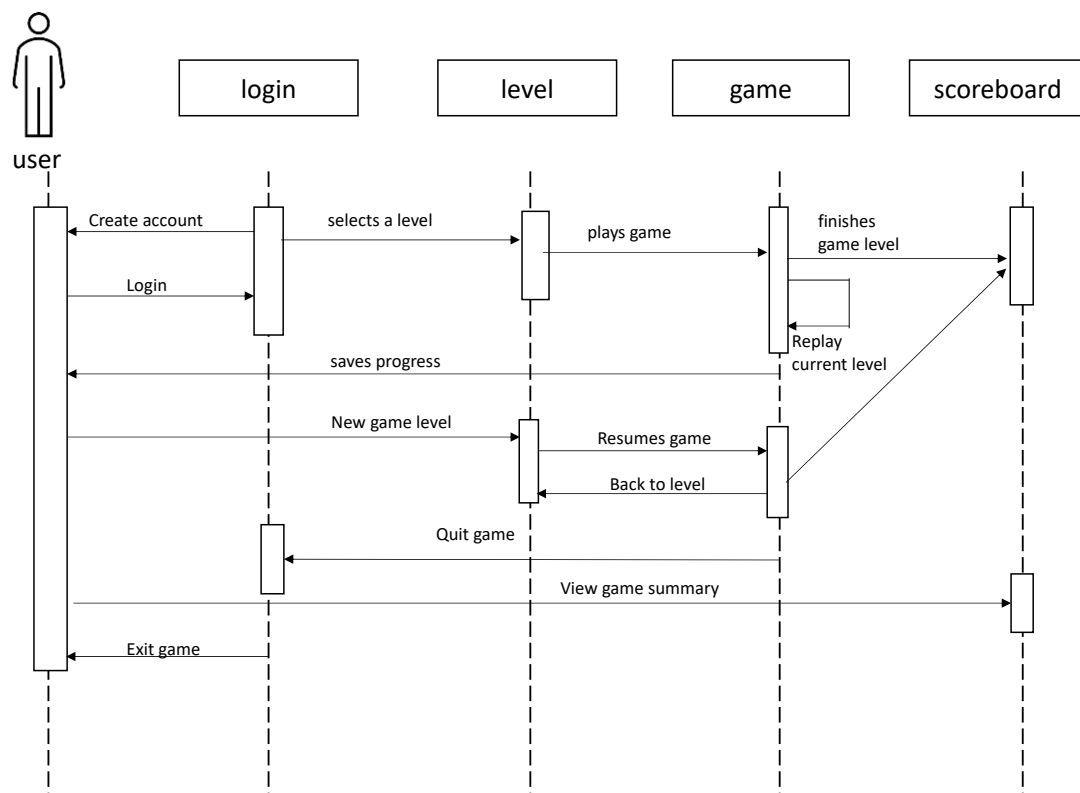 login
level
game
scoreboard
user
Create account
selects a level
plays game
finishes
game level
Login
Replay
current level
saves progress
New game level
Resumes game
Back to level
Quit game
View game summary
Exit game